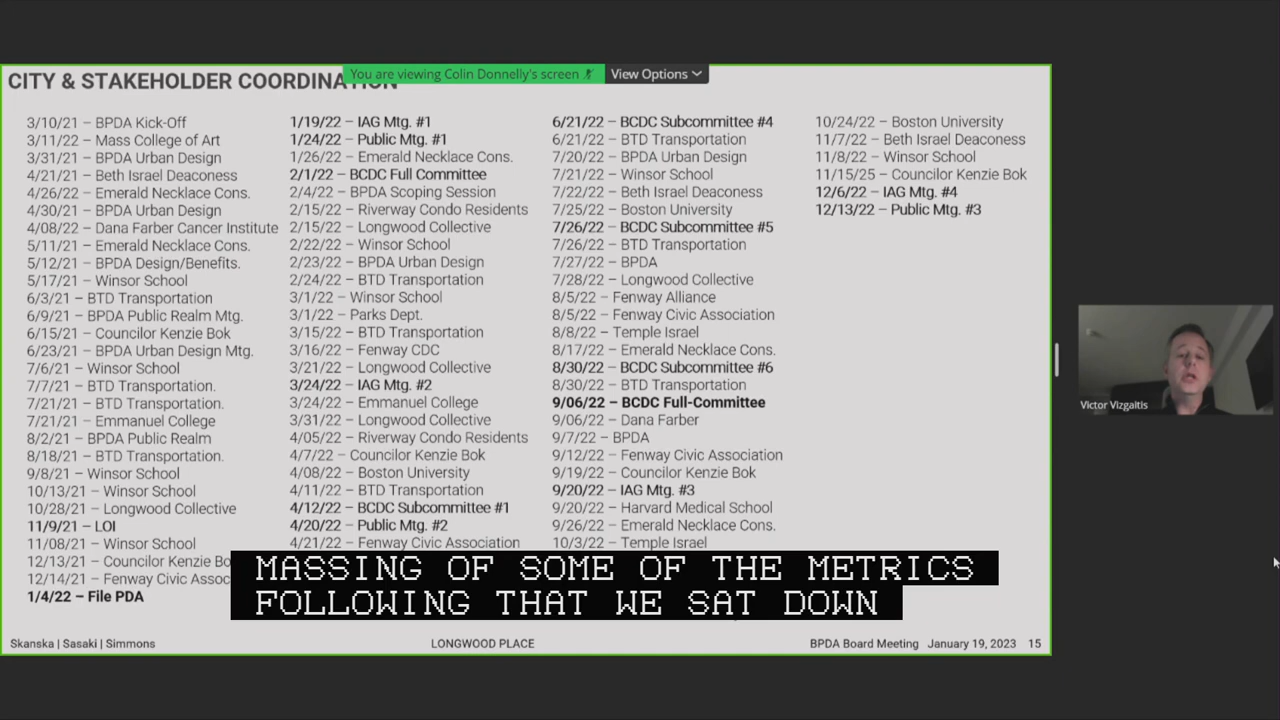 CITY & STAKEHOLDER COORDINATION
You are viewing Colin Donnelly's screen
View Options
3/10/21 – BPDA Kick-Off
3/11/22 – Mass College of Art
3/31/21 – BPDA Urban Design
4/21/21 – Beth Israel Deaconess
4/26/22 – Emerald Necklace Cons.
4/30/21 – BPDA Urban Design
4/08/22 – Dana Farber Cancer Institute
5/11/21 – Emerald Necklace Cons.
5/12/21 – BPDA Design/Benefits.
5/17/21 – Winsor School
6/3/21 – BTD Transportation
6/9/21 – BPDA Public Realm Mtg.
6/15/21 – Councilor Kenzie Bok
6/23/21 – BPDA Urban Design Mtg.
7/6/21 – Winsor School
7/7/21 – BTD Transportation.
7/21/21 – BTD Transportation.
7/21/21 – Emmanuel College
8/2/21 – BPDA Public Realm
8/18/21 – BTD Transportation.
9/8/21 – Winsor School
10/13/21 – Winsor School
10/28/21 – Longwood Collective
11/9/21 – LOI
11/08/21 – Winsor School
12/13/21 – Councilor Kenzie Bo
12/14/21 – Fenway Civic Assoc
1/4/22 – File PDA
1/19/22 – IAG Mtg. #1
1/24/22 – Public Mtg. #1
1/26/22 – Emerald Necklace Cons.
2/1/22 – BCDC Full Committee
2/4/22 – BPDA Scoping Session
2/15/22 – Riverway Condo Residents
2/15/22 – Longwood Collective
2/22/22 – Winsor School
2/23/22 – BPDA Urban Design
2/24/22 – BTD Transportation
3/1/22 – Winsor School
3/1/22 – Parks Dept.
3/15/22 – BTD Transportation
3/16/22 – Fenway CDC
3/21/22 – Longwood Collective
3/24/22 – IAG Mtg. #2
3/24/22 – Emmanuel College
3/31/22 – Longwood Collective
4/05/22 – Riverway Condo Residents
4/7/22 – Councilor Kenzie Bok
4/08/22 – Boston University
4/11/22 – BTD Transportation
4/12/22 – BCDC Subcommittee #1
4/20/22 – Public Mtg. #2
4/21/22 – Fenway Civic Association
6/21/22 – BCDC Subcommittee #4
6/21/22 – BTD Transportation
7/20/22 – BPDA Urban Design
7/21/22 – Winsor School
7/22/22 – Beth Israel Deaconess
7/25/22 – Boston University
7/26/22 – BCDC Subcommittee #5
7/26/22 – BTD Transportation
7/27/22 – BPDA
7/28/22 – Longwood Collective
8/5/22 – Fenway Alliance
8/5/22 – Fenway Civic Association
8/8/22 – Temple Israel
8/17/22 – Emerald Necklace Cons.
8/30/22 – BCDC Subcommittee #6
8/30/22 – BTD Transportation
9/06/22 – BCDC Full-Committee
9/06/22 – Dana Farber
9/7/22 – BPDA
9/12/22 – Fenway Civic Association
9/19/22 – Councilor Kenzie Bok
9/20/22 – IAG Mtg. #3
9/20/22 – Harvard Medical School
9/26/22 – Emerald Necklace Cons.
10/3/22 – Temple Israel
10/24/22 – Boston University
11/7/22 – Beth Israel Deaconess
11/8/22 – Winsor School
11/15/25 – Councilor Kenzie Bok
12/6/22 – IAG Mtg. #4
12/13/22 – Public Mtg. #3
Victor Vizgaitis
MASSING OF SOME OF THE METRICS
FOLLOWING THAT WE SAT DOWN
Skanska | Sasaki | Simmons
LONGWOOD PLACE
BPDA Board Meeting January 19, 2023 15